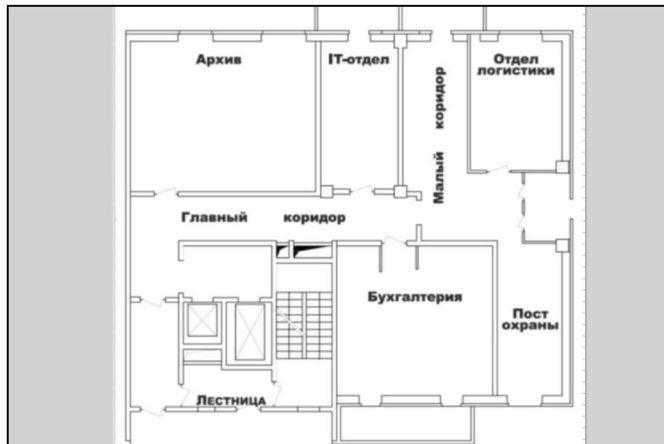 Архив
IT-отдел
Отдел
логистики
Малый коридор
Главный коридор
Бухгалтерия
Пост
охраны
Лестница